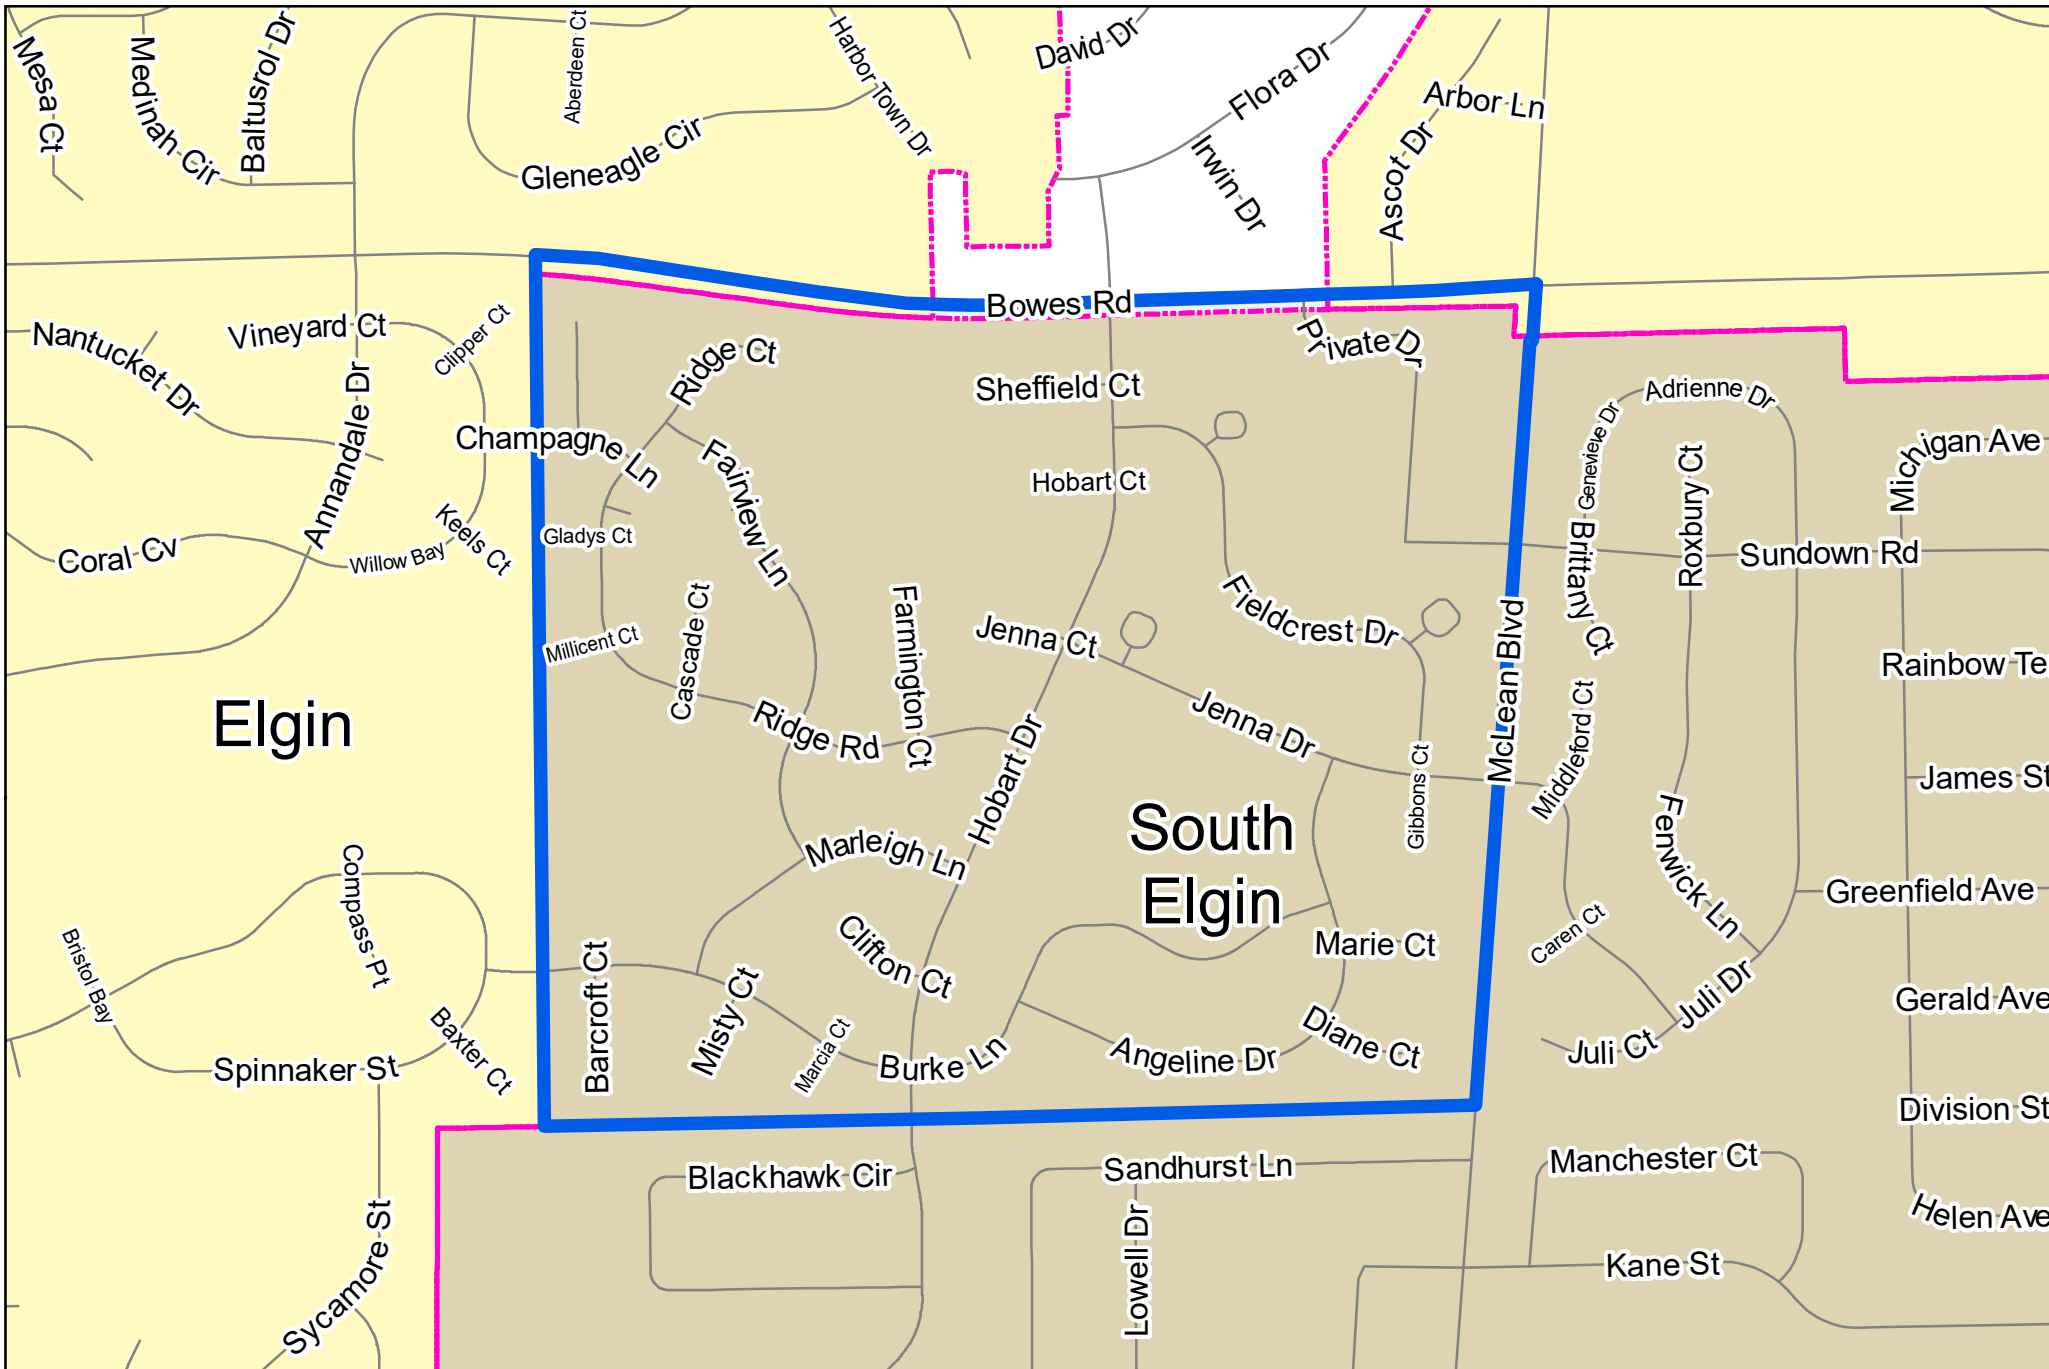 Mesa Ct
Medinah Cir
Baltusrol Dr
Aberdeen Ct
Gleneagle Cir
Harbor Town Dr
David Dr
Flora Dr
Irwin Dr
Arbor Ln
Ascot Dr
Nantucket Dr
Vineyard Ct
Clipper Ct
Annandale Dr
Bowes Rd
Private Dr
Ridge Ct
Sheffield Ct
Adrienne Dr
Genevieve Dr
Champagne Ln
Fairview Ln
Hobart Ct
Roxbury Ct
Michigan Ave
Coral Cv
Willow Bay
Keels Ct
Gladys Ct
Brittany Ct
Sundown Rd
Millicent Ct
Cascade Ct
Farmington Ct
Jenna Ct
Fieldcrest Dr
McLean Blvd
Rainbow Te
Elgin
Ridge Rd
Hobart Dr
Jenna Dr
Gibbons Ct
Middleford Ct
James St
South
Elgin
Marleigh Ln
Fenwick Ln
Greenfield Ave
Compass Pt
Bristol Bay
Clifton Ct
Marie Ct
Caren Ct
Barcroft Ct
Misty Ct
Marcia Ct
Burke Ln
Angeline Dr
Diane Ct
Juli Dr
Juli Ct
Gerald Ave
Spinnaker St
Baxter Ct
Division St
Blackhawk Cir
Sandhurst Ln
Manchester Ct
Sycamore St
Lowell Dr
Helen Ave
Kane St